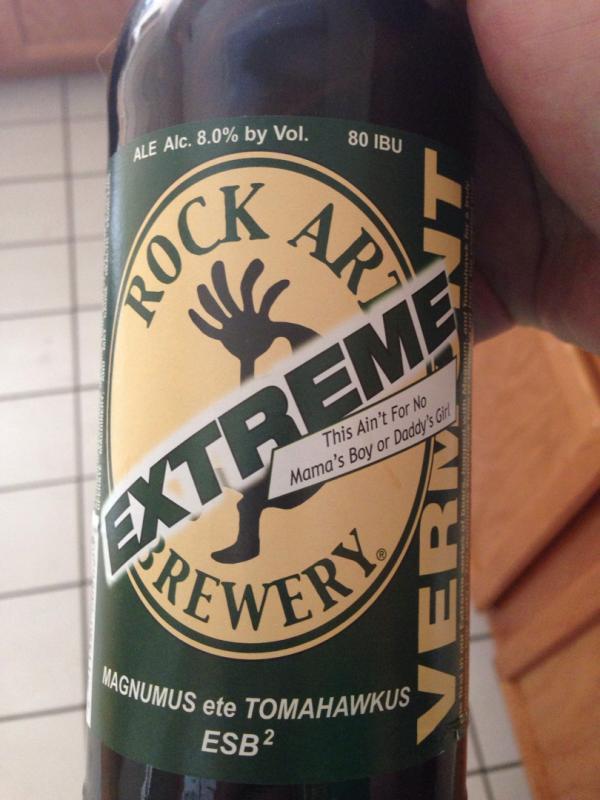 ALE Alc. 8.0% by Vol. 80 IBU
ROCK ART
EXTREME
This Ain't For No
Mama's Boy or Daddy's Girl
BREWERY®
VERMONT
MAGNUMUS ete TOMAHAWKUS
ESB²